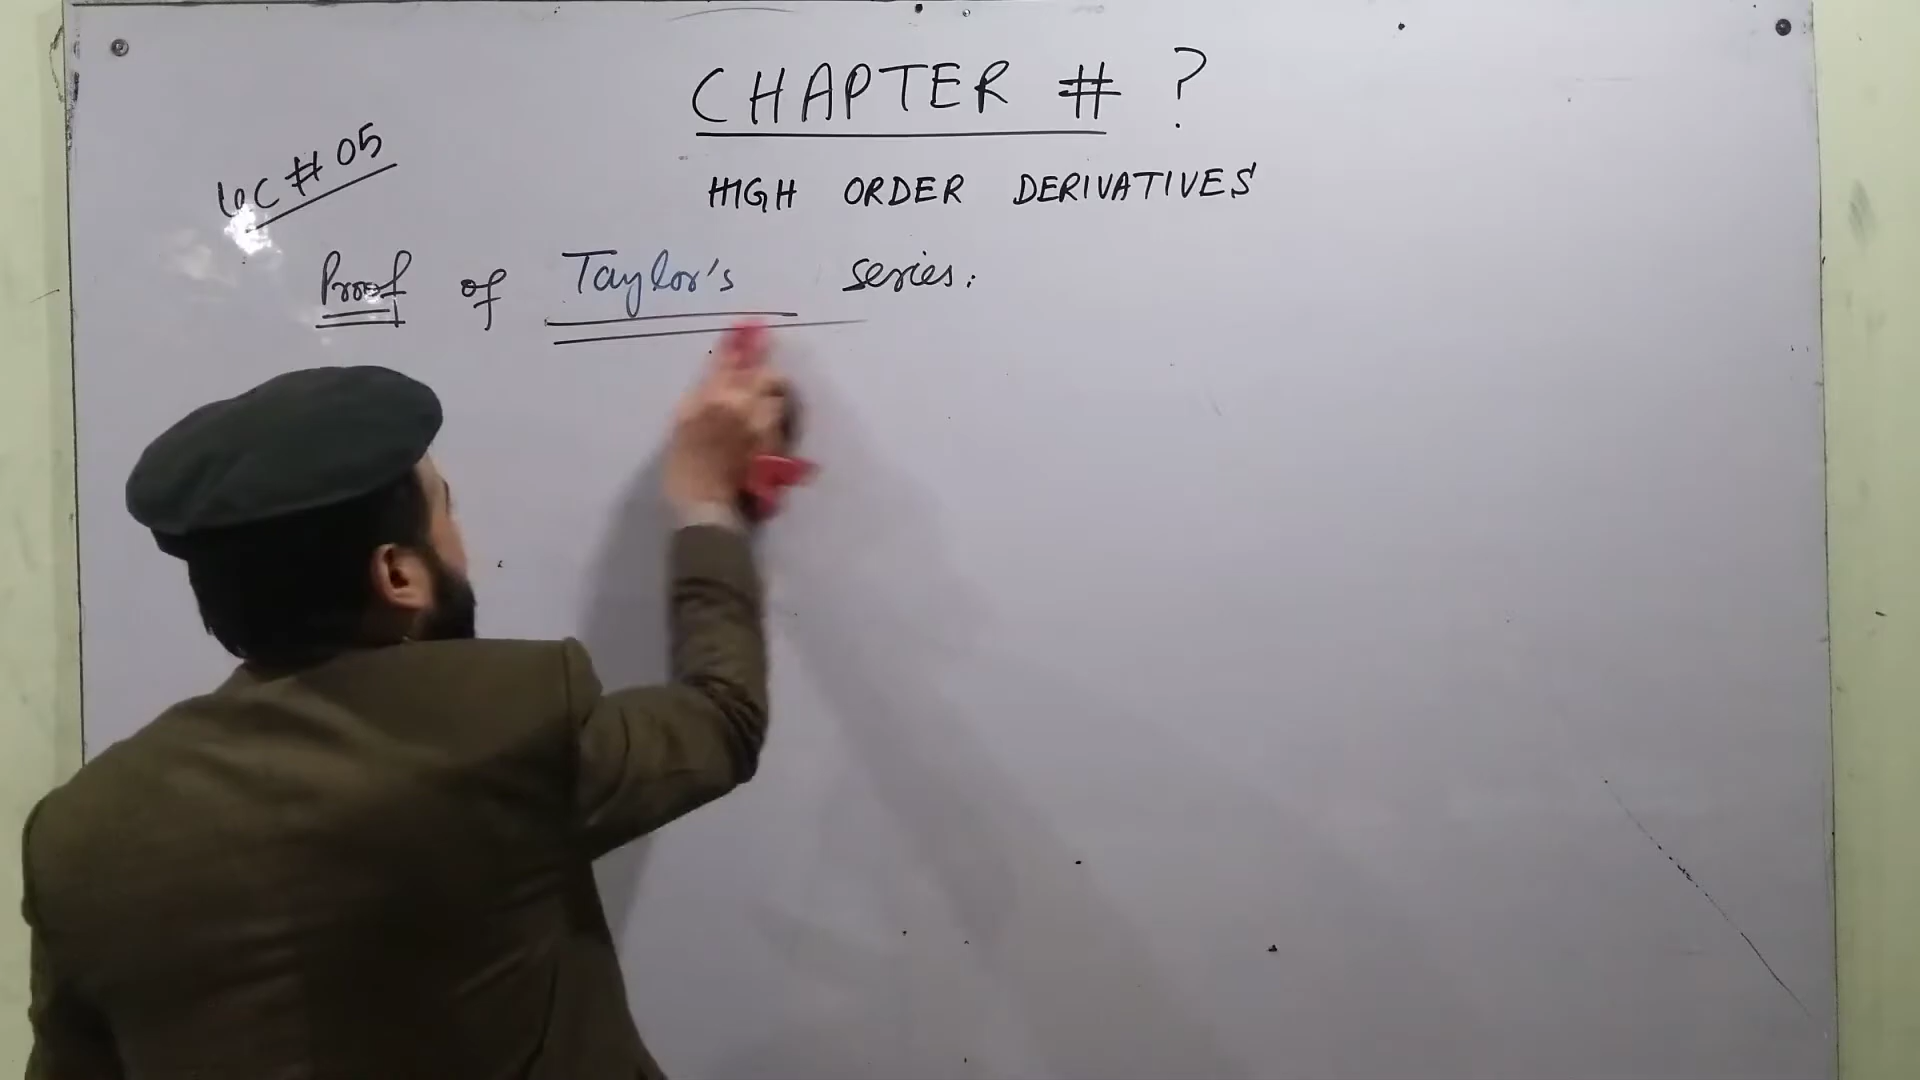 CHAPTER # ?
Lec # 05
HIGH ORDER DERIVATIVES
Proof of Taylor's series: